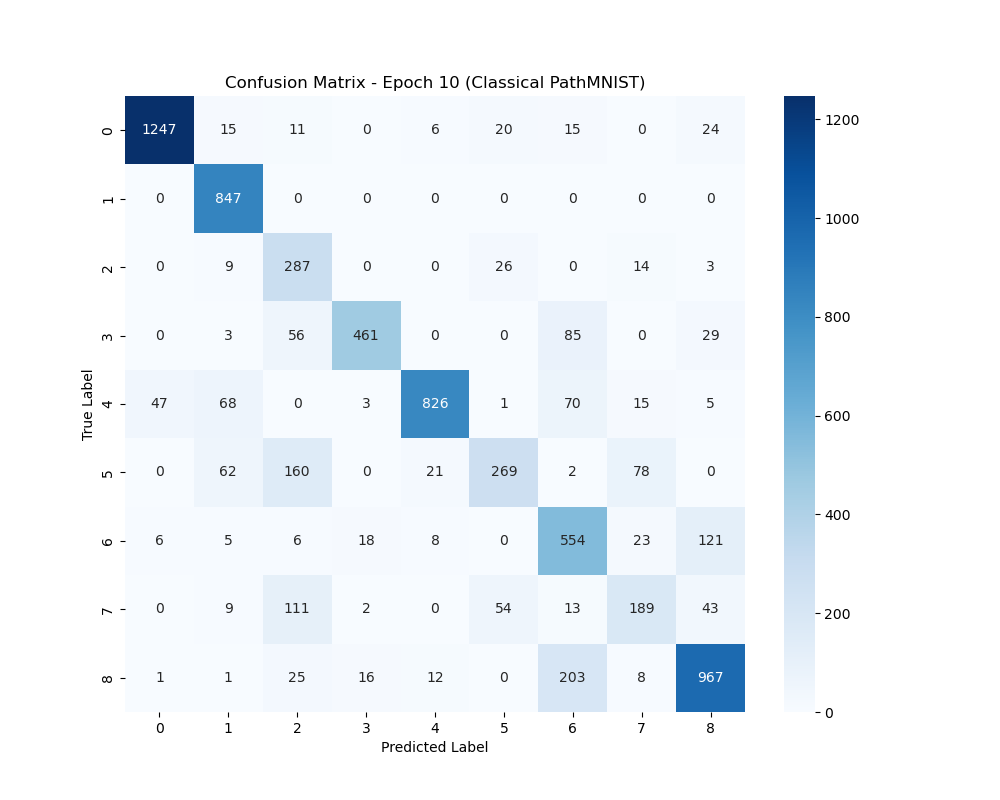 Confusion Matrix - Epoch 10 (Classical PathMNIST)
0 1247 15 11 0 6 20 15 0 24
1 0 847 0 0 0 0 0 0 0
2 0 9 287 0 0 26 0 14 3
3 0 3 56 461 0 0 85 0 29
4 47 68 0 3 826 1 70 15 5
5 0 62 160 0 21 269 2 78 0
6 6 5 6 18 8 0 554 23 121
7 0 9 111 2 0 54 13 189 43
8 1 1 25 16 12 0 203 8 967
0 1 2 3 4 5 6 7 8
Predicted Label
True Label
1200
1000
800
600
400
200
0